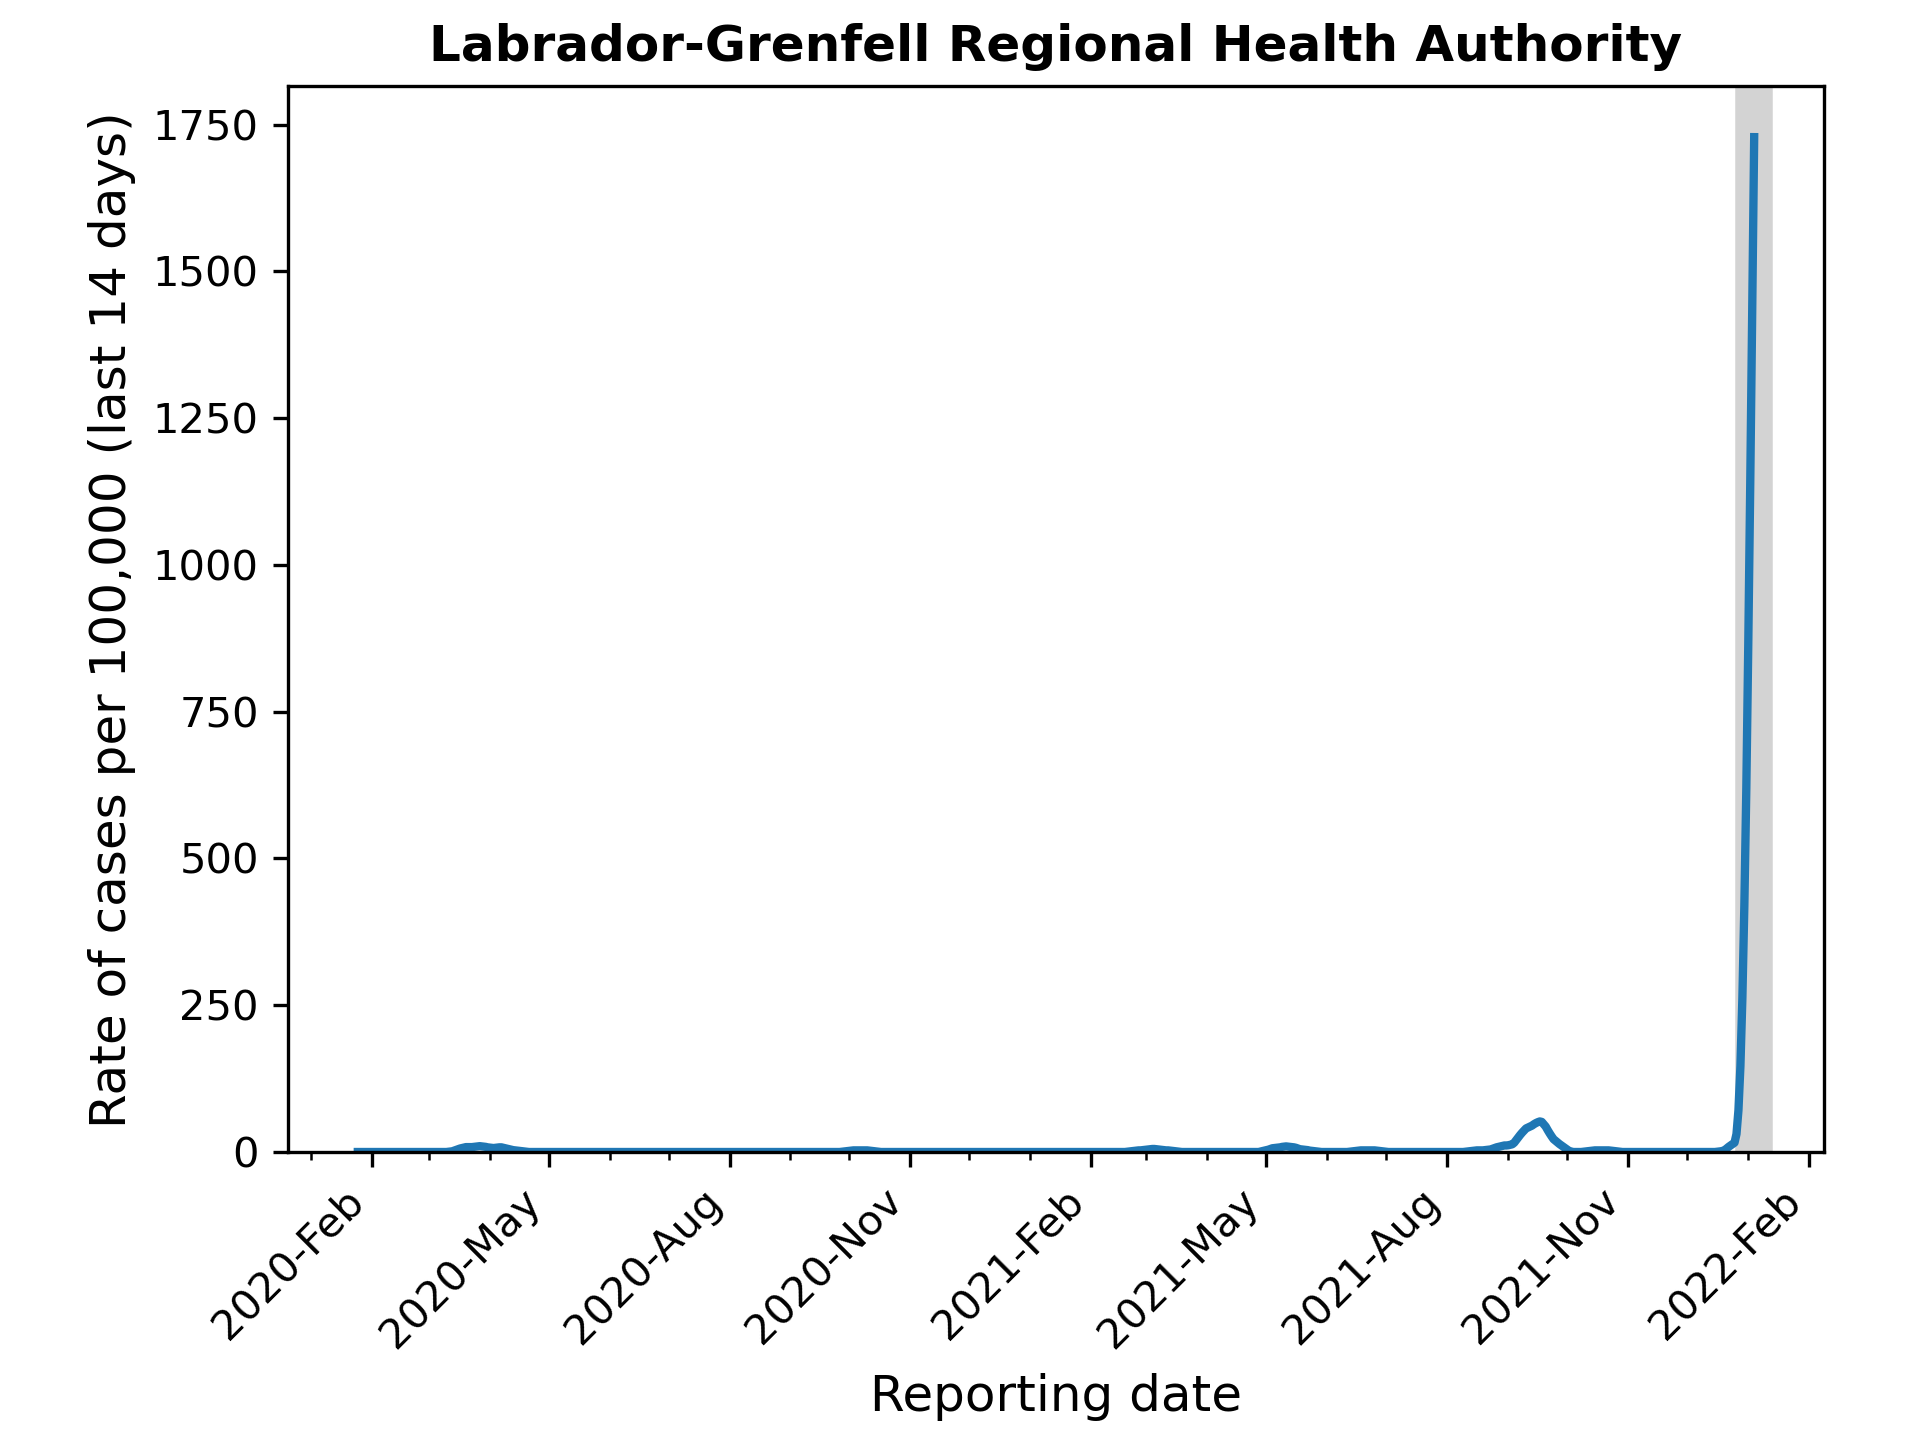 Labrador-Grenfell Regional Health Authority
Rate of cases per 100,000 (last 14 days)
1750
1500
1250
1000
750
500
250
0
2020-Feb
2020-May
2020-Aug
2020-Nov
2021-Feb
2021-May
2021-Aug
2021-Nov
2022-Feb
Reporting date